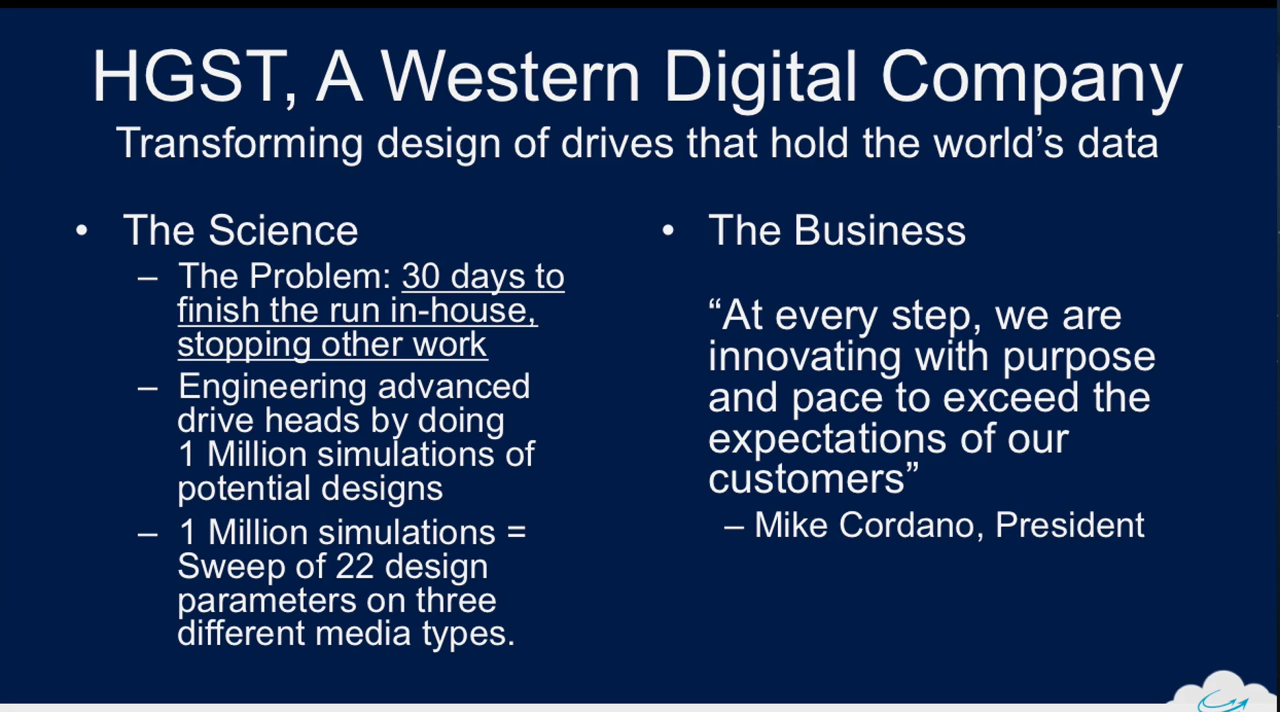 HGST, A Western Digital Company
Transforming design of drives that hold the world’s data
• The Science
– The Problem: 30 days to
finish the run in-house,
stopping other work
– Engineering advanced
drive heads by doing
1 Million simulations of
potential designs
– 1 Million simulations =
Sweep of 22 design
parameters on three
different media types.
• The Business
“At every step, we are
innovating with purpose
and pace to exceed the
expectations of our
customers”
– Mike Cordano, President